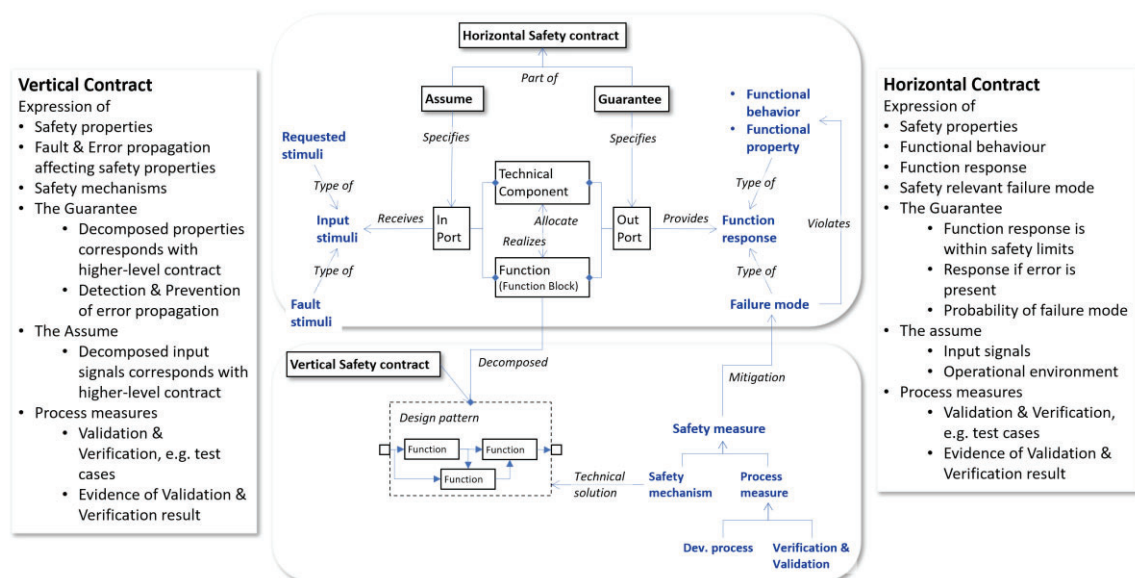 Vertical Contract
Expression of
• Safety properties
• Fault & Error propagation
affecting safety properties
• Safety mechanisms
• The Guarantee
• Decomposed properties
corresponds with
higher-level contract
• Detection & Prevention
of error propagation
• The Assume
• Decomposed input
signals corresponds with
higher-level contract
• Process measures
• Validation &
Verification, e.g. test
cases
• Evidence of Validation &
Verification result
Horizontal Safety contract
Part of
Assume
Guarantee
• Functional
behavior
• Functional
property
Requested
stimuli
Specifies
Specifies
Type of
Technical
Component
Type of
Input
stimuli
Receives
In
Port
Allocate
Realizes
Out
Port
Provides
Function
response
Violates
Type of
Function
(Function Block)
Type of
Fault
stimuli
Failure mode
Vertical Safety contract
Decomposed
Mitigation
Design pattern
Function
Function
Function
Safety measure
Technical
solution
Safety
mechanism
Process
measure
Dev. process
Verification &
Validation
Horizontal Contract
Expression of
• Safety properties
• Functional behaviour
• Function response
• Safety relevant failure mode
• The Guarantee
• Function response is
within safety limits
• Response if error is
present
• Probability of failure mode
• The assume
• Input signals
• Operational environment
• Process measures
• Validation & Verification,
e.g. test cases
• Evidence of Validation &
Verification result